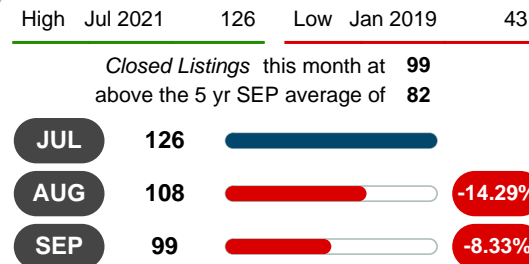 High Jul 2021 126 Low Jan 2019 43
Closed Listings this month at 99
above the 5 yr SEP average of 82
JUL 126
AUG 108 -14.29%
SEP 99 -8.33%